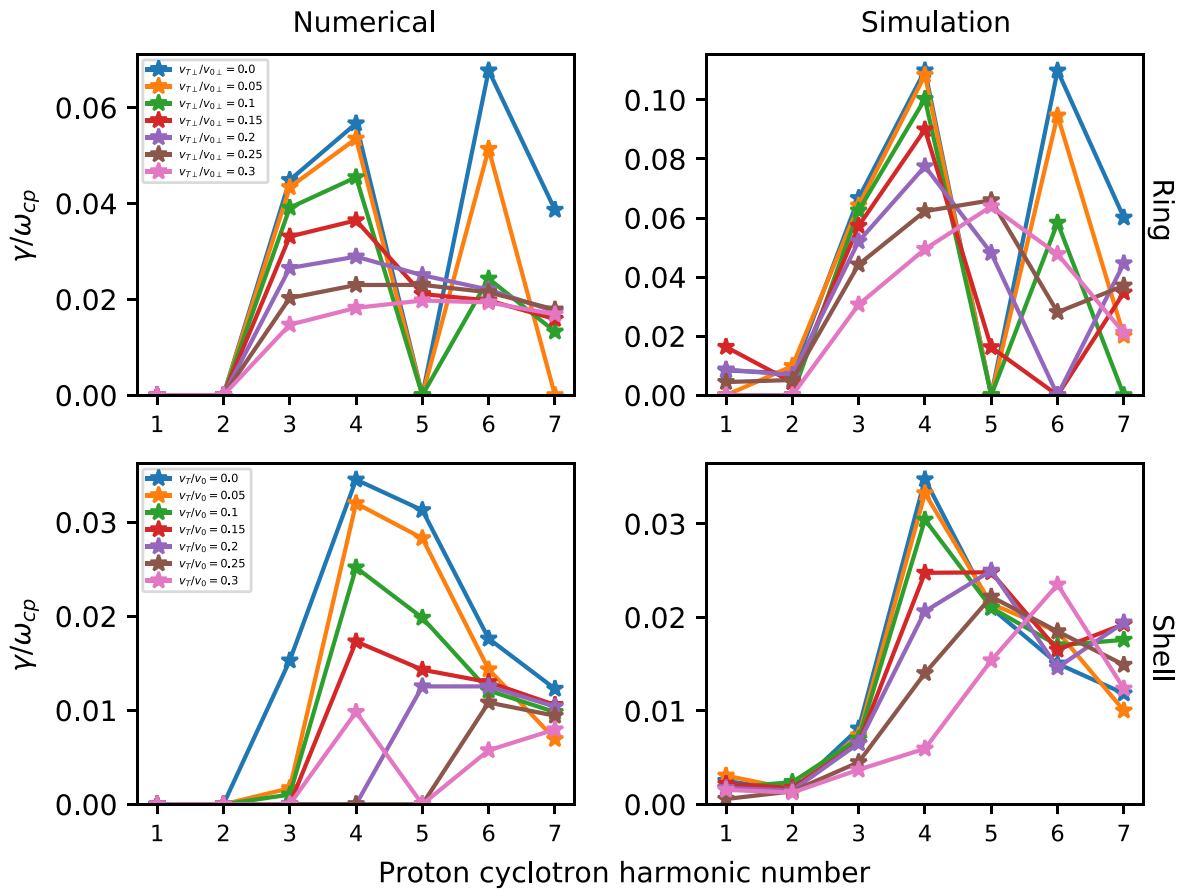 Numerical
Simulation
0.06
0.04
0.02
0.00
γ/ω_cp
v_T⊥/v_0⊥ = 0.0
v_T⊥/v_0⊥ = 0.05
v_T⊥/v_0⊥ = 0.1
v_T⊥/v_0⊥ = 0.15
v_T⊥/v_0⊥ = 0.2
v_T⊥/v_0⊥ = 0.25
v_T⊥/v_0⊥ = 0.3
1 2 3 4 5 6 7
0.10
0.08
0.06
0.04
0.02
0.00
1 2 3 4 5 6 7
Ring
0.03
0.02
0.01
0.00
γ/ω_cp
v_T/v_0 = 0.0
v_T/v_0 = 0.05
v_T/v_0 = 0.1
v_T/v_0 = 0.15
v_T/v_0 = 0.2
v_T/v_0 = 0.25
v_T/v_0 = 0.3
1 2 3 4 5 6 7
0.03
0.02
0.01
0.00
1 2 3 4 5 6 7
Shell
Proton cyclotron harmonic number